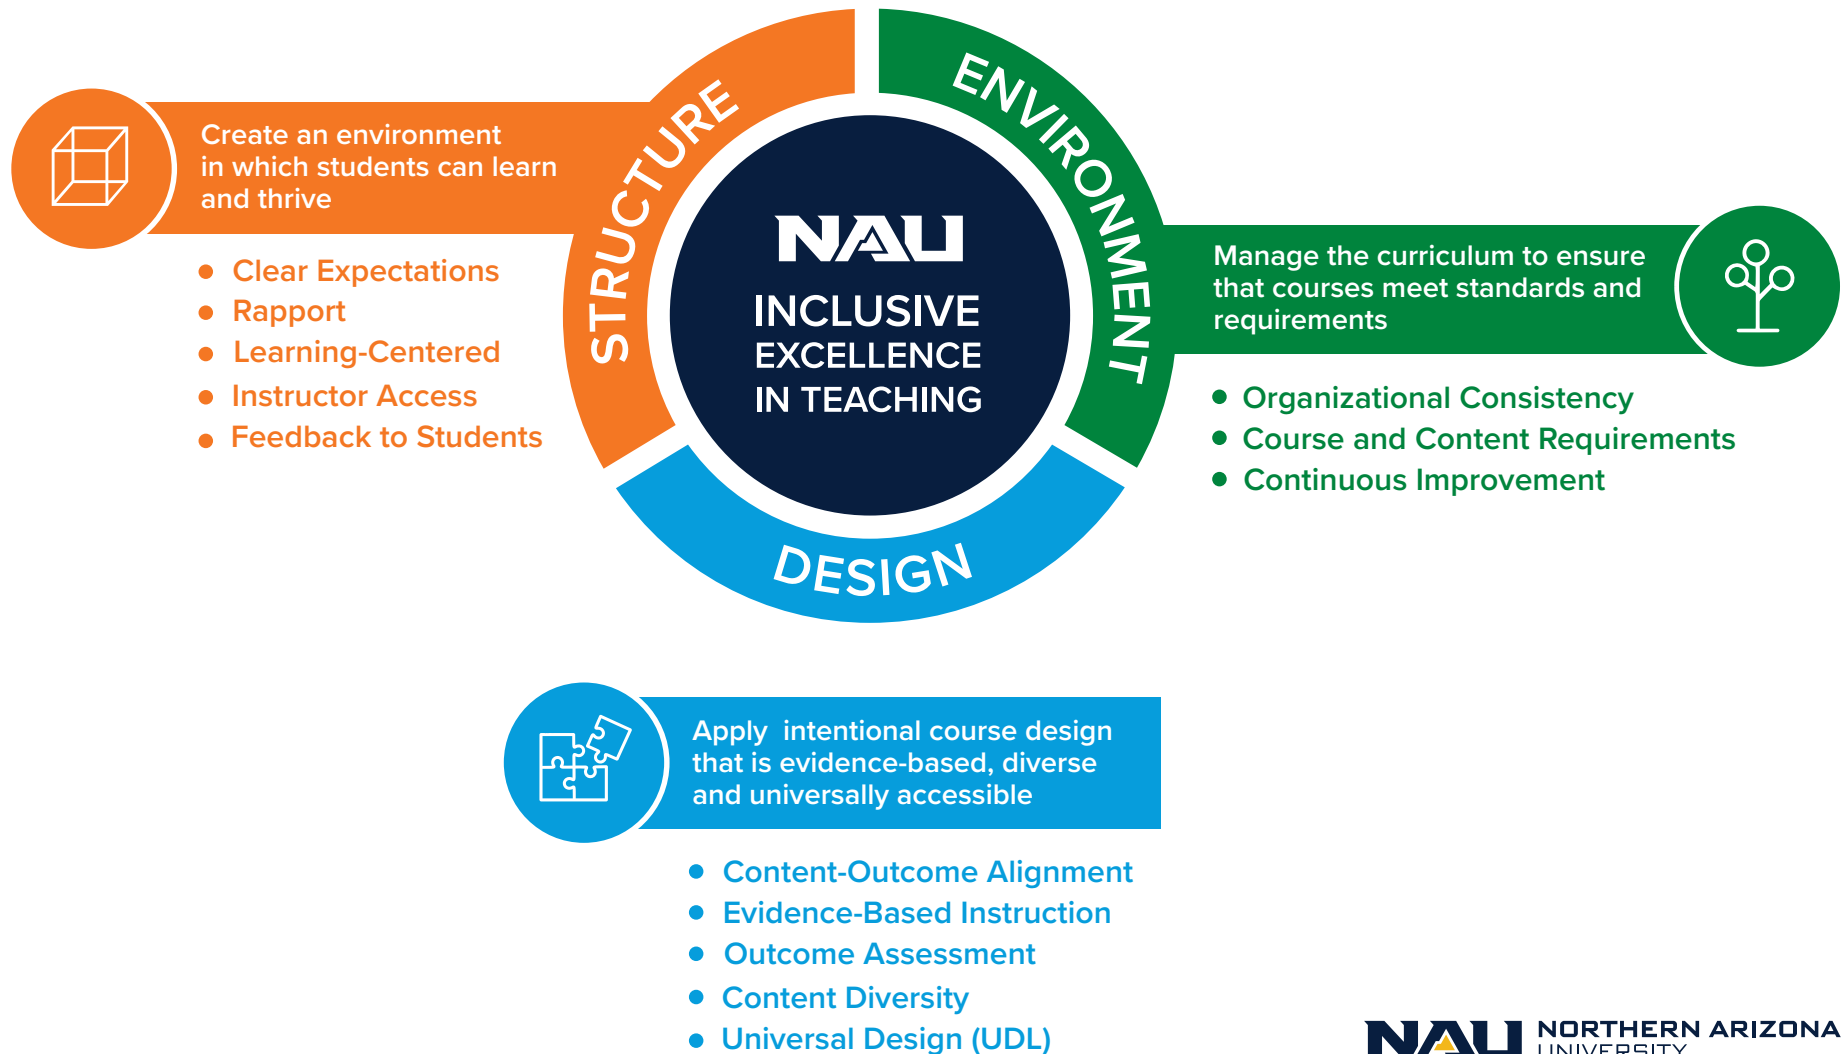 STRUCTURE
Create an environment
in which students can learn
and thrive
Clear Expectations
Rapport
Learning-Centered
Instructor Access
Feedback to Students
NAU
INCLUSIVE
EXCELLENCE
IN TEACHING
ENVIRONMENT
Manage the curriculum to ensure
that courses meet standards and
requirements
Organizational Consistency
Course and Content Requirements
Continuous Improvement
DESIGN
Apply intentional course design
that is evidence-based, diverse
and universally accessible
Content-Outcome Alignment
Evidence-Based Instruction
Outcome Assessment
Content Diversity
Universal Design (UDL)
NAU
NORTHERN ARIZONA
UNIVERSITY